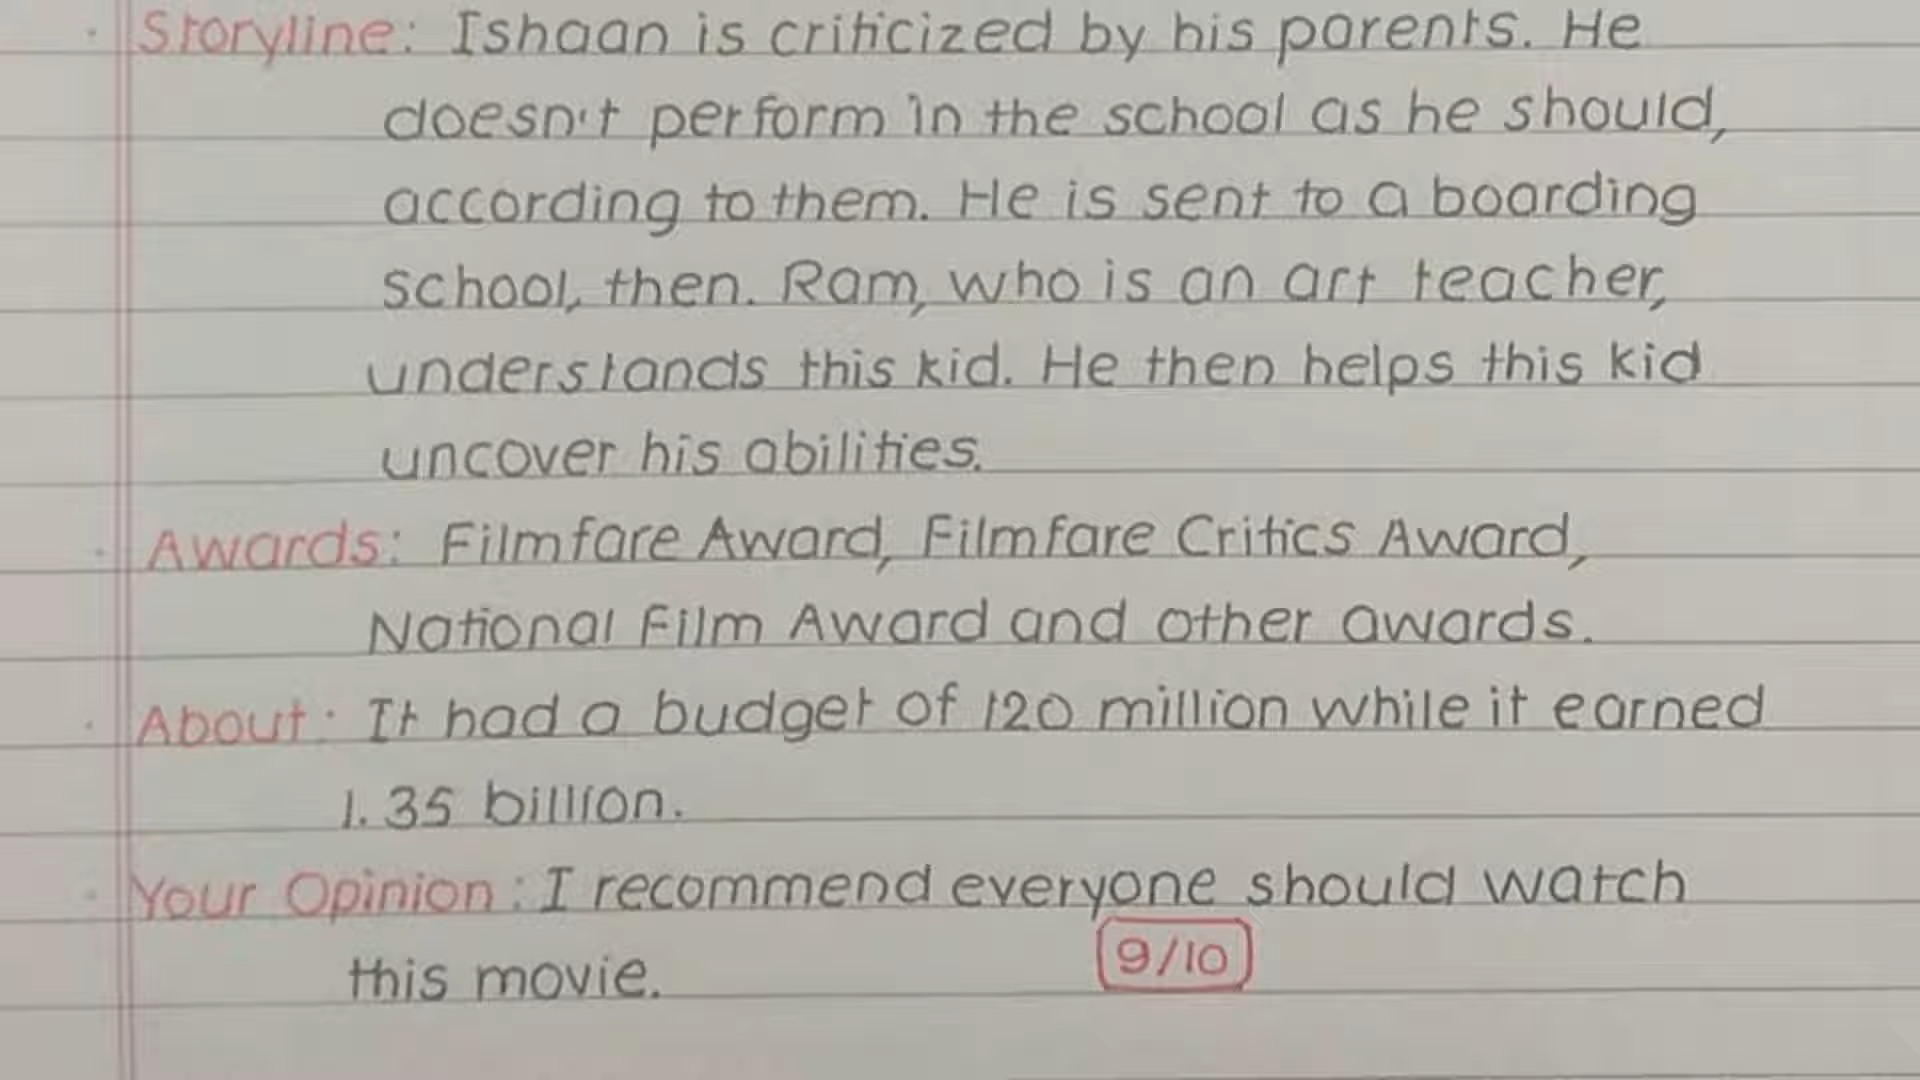 Storyline: Ishaan is criticized by his parents. He
doesn't perform in the school as he should,
according to them. He is sent to a boarding
school, then. Ram, who is an art teacher,
understands this kid. He then helps this kid
uncover his abilities.
Awards: Filmfare Award, Filmfare Critics Award,
National Film Award and other awards.
About: It had a budget of 120 million while it earned
1.35 billion.
Your Opinion: I recommend everyone should watch
this movie. 9/10